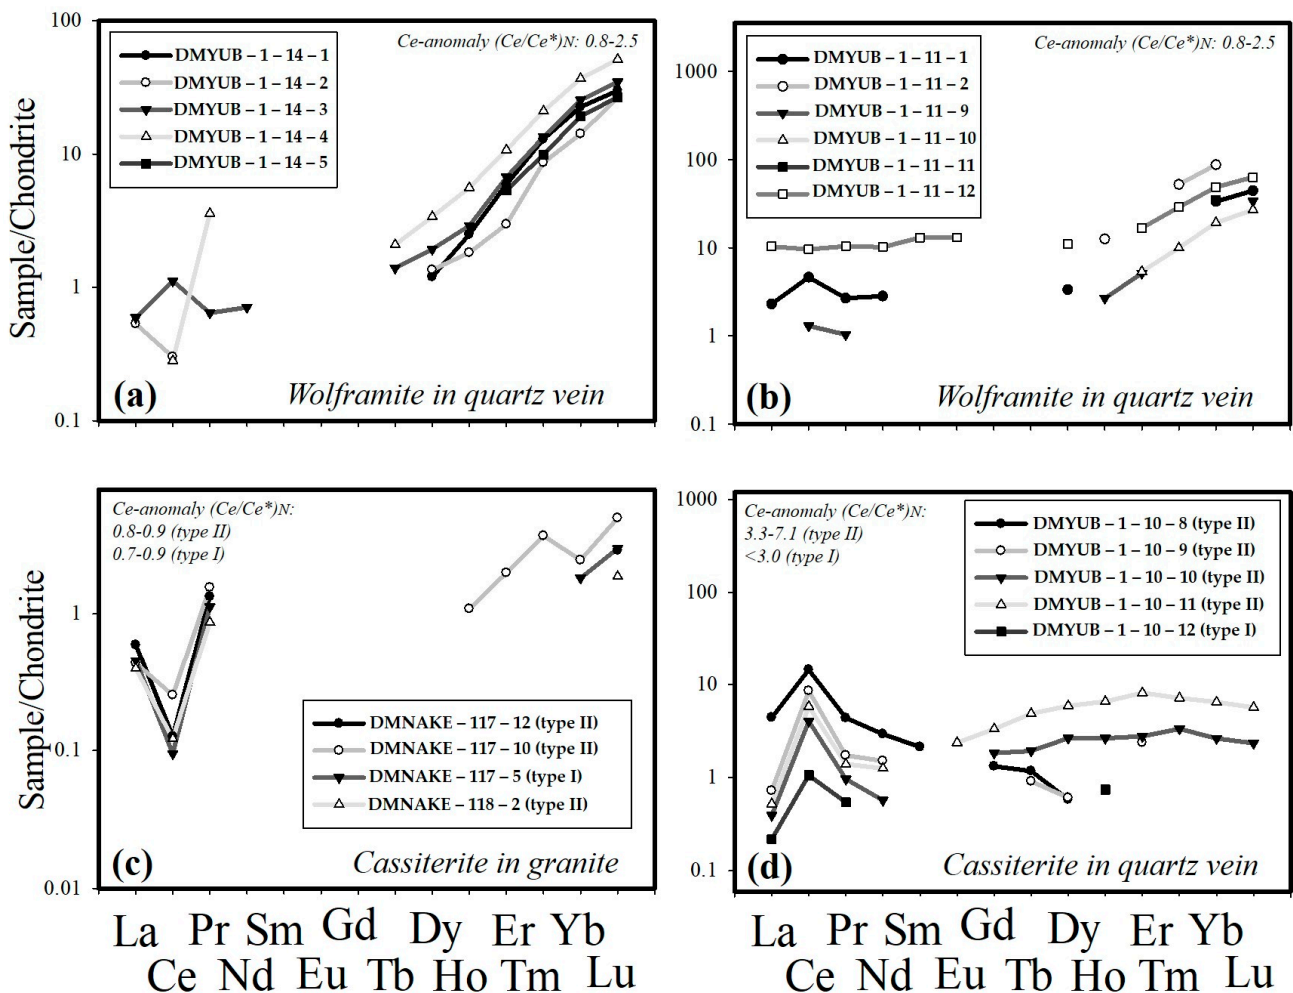 100
10
1
0.1
Sample/Chondrite
DMYUB – 1 – 14 – 1
DMYUB – 1 – 14 – 2
DMYUB – 1 – 14 – 3
DMYUB – 1 – 14 – 4
DMYUB – 1 – 14 – 5
Ce-anomaly (Ce/Ce*)N: 0.8-2.5
(a)
Wolframite in quartz vein
1000
100
10
1
0.1
DMYUB – 1 – 11 – 1
DMYUB – 1 – 11 – 2
DMYUB – 1 – 11 – 9
DMYUB – 1 – 11 – 10
DMYUB – 1 – 11 – 11
DMYUB – 1 – 11 – 12
Ce-anomaly (Ce/Ce*)N: 0.8-2.5
(b)
Wolframite in quartz vein
1
0.1
0.01
Sample/Chondrite
Ce-anomaly (Ce/Ce*)N:
0.8-0.9 (type II)
0.7-0.9 (type I)
DMNAKE – 117 – 12 (type II)
DMNAKE – 117 – 10 (type II)
DMNAKE – 117 – 5 (type I)
DMNAKE – 118 – 2 (type II)
(c)
Cassiterite in granite
1000
100
10
1
0.1
Ce-anomaly (Ce/Ce*)N:
3.3-7.1 (type II)
<3.0 (type I)
DMYUB – 1 – 10 – 8 (type II)
DMYUB – 1 – 10 – 9 (type II)
DMYUB – 1 – 10 – 10 (type II)
DMYUB – 1 – 10 – 11 (type II)
DMYUB – 1 – 10 – 12 (type I)
(d)
Cassiterite in quartz vein
La Pr Sm Gd Dy Er Yb
Ce Nd Eu Tb Ho Tm Lu
La Pr Sm Gd Dy Er Yb
Ce Nd Eu Tb Ho Tm Lu